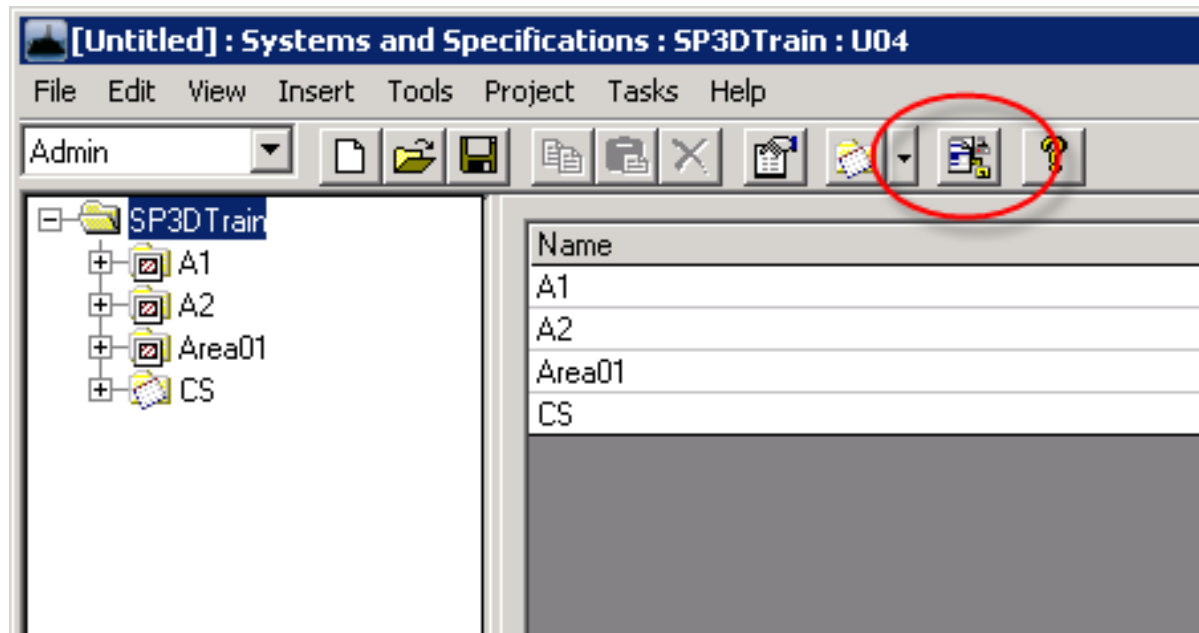 [Untitled] : Systems and Specifications : SP3DTrain : U04
File Edit View Insert Tools Project Tasks Help
Admin
SP3DTrain
A1
A2
Area01
CS
Name
A1
A2
Area01
CS